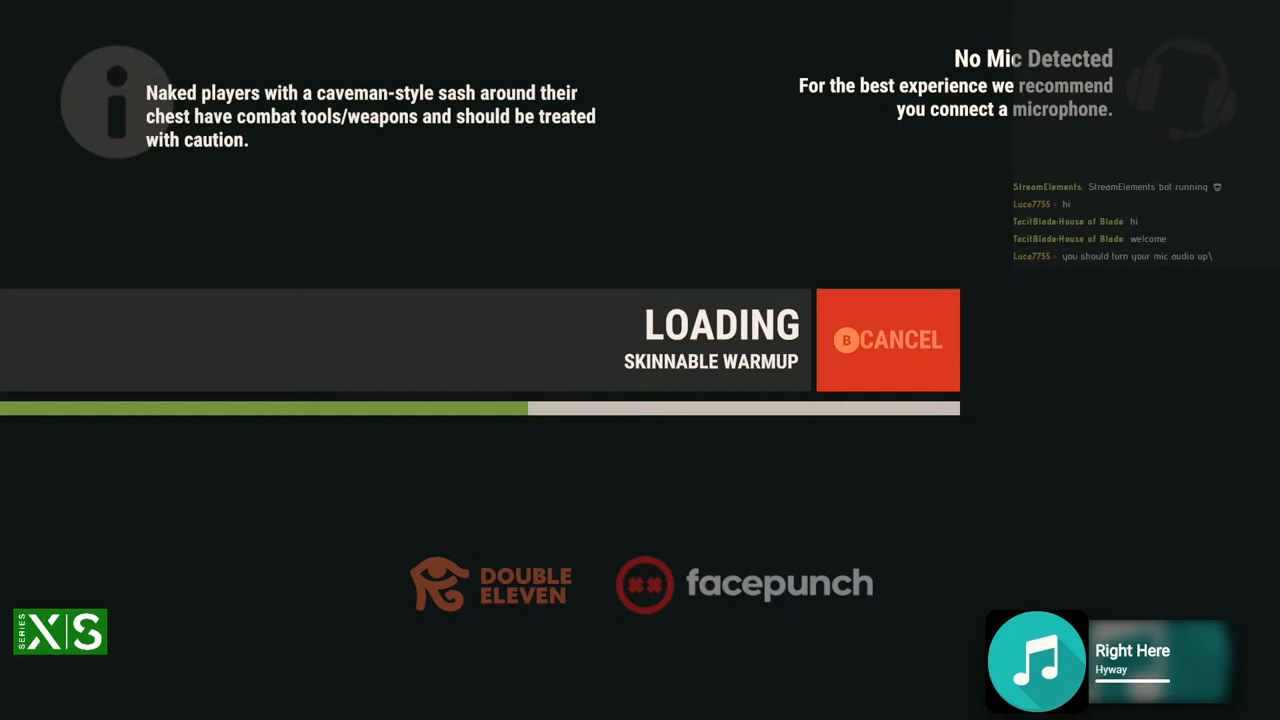 Naked players with a caveman-style sash around their
chest have combat tools/weapons and should be treated
with caution.
No Mic Detected
For the best experience we recommend
you connect a microphone.
StreamElements: StreamElements bot running
Luca7755 : hi
TacitBlade-House of Blade: hi
TacitBlade-House of Blade: welcome
Luca7755 : you should turn your mic audio up\
LOADING
SKINNABLE WARMUP
B CANCEL
DOUBLE
ELEVEN
facepunch
SERIES X|S
Right Here
Hyway